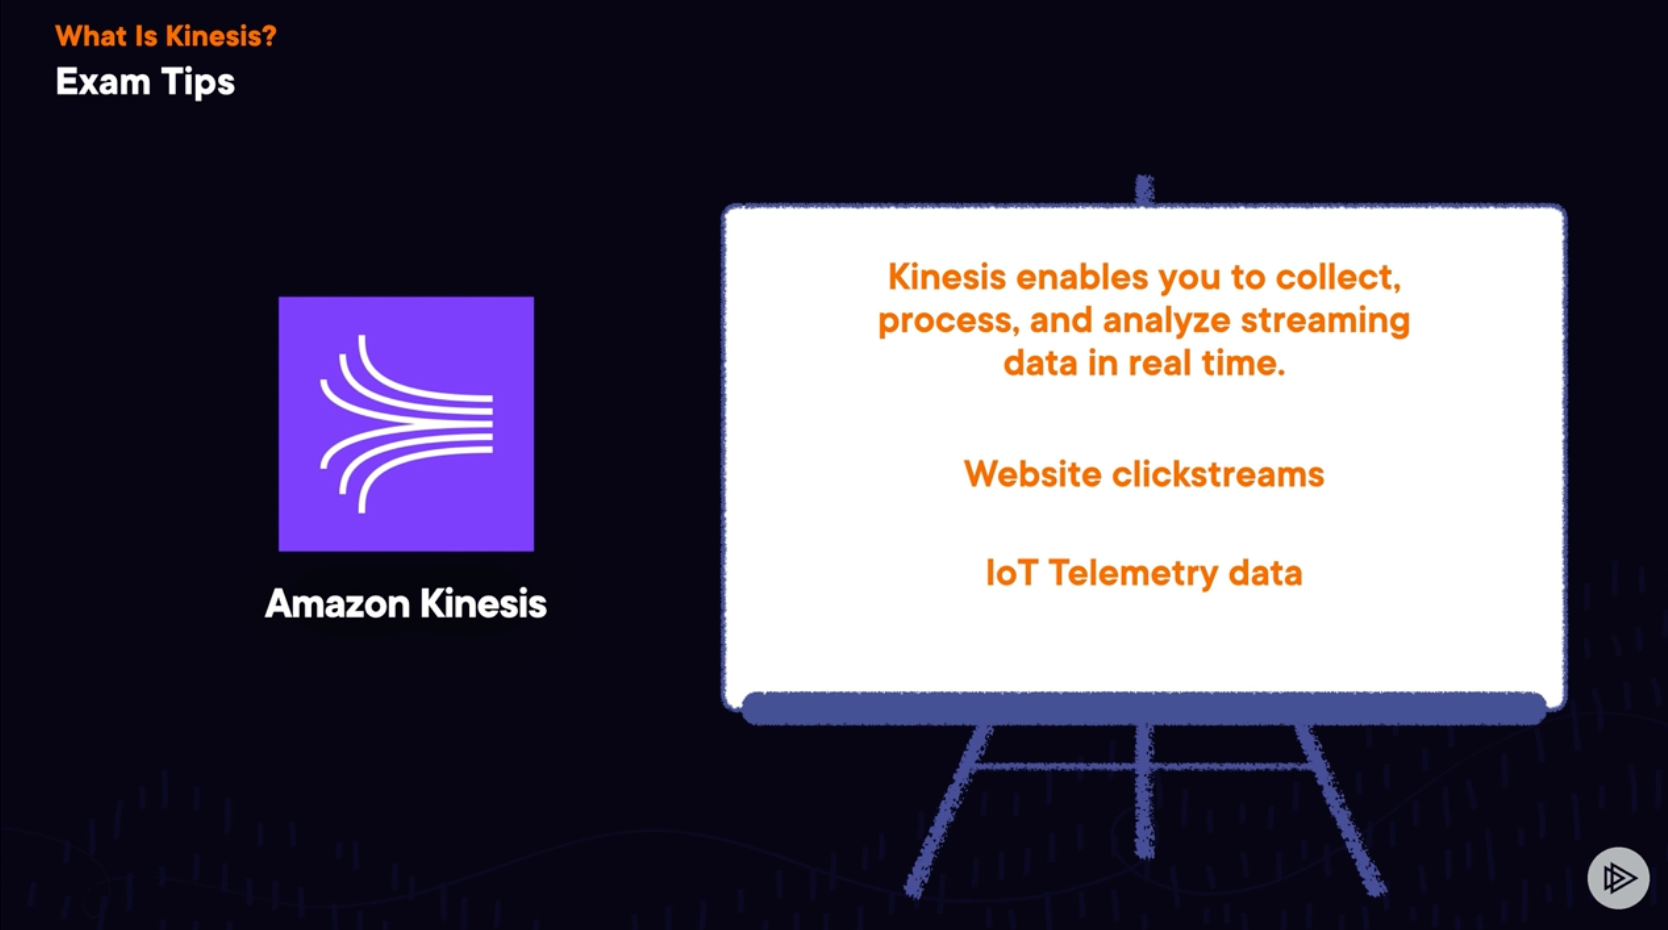 What Is Kinesis?
Exam Tips
Kinesis enables you to collect,
process, and analyze streaming
data in real time.
Website clickstreams
IoT Telemetry data
Amazon Kinesis